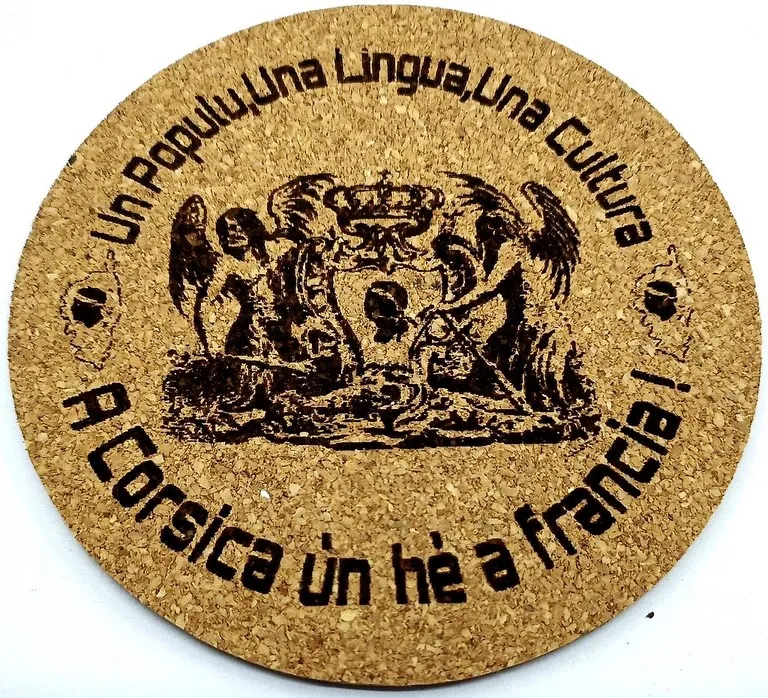 Un Populu,Una Lingua,Una Cultura
A Corsica ùn hè a francia !